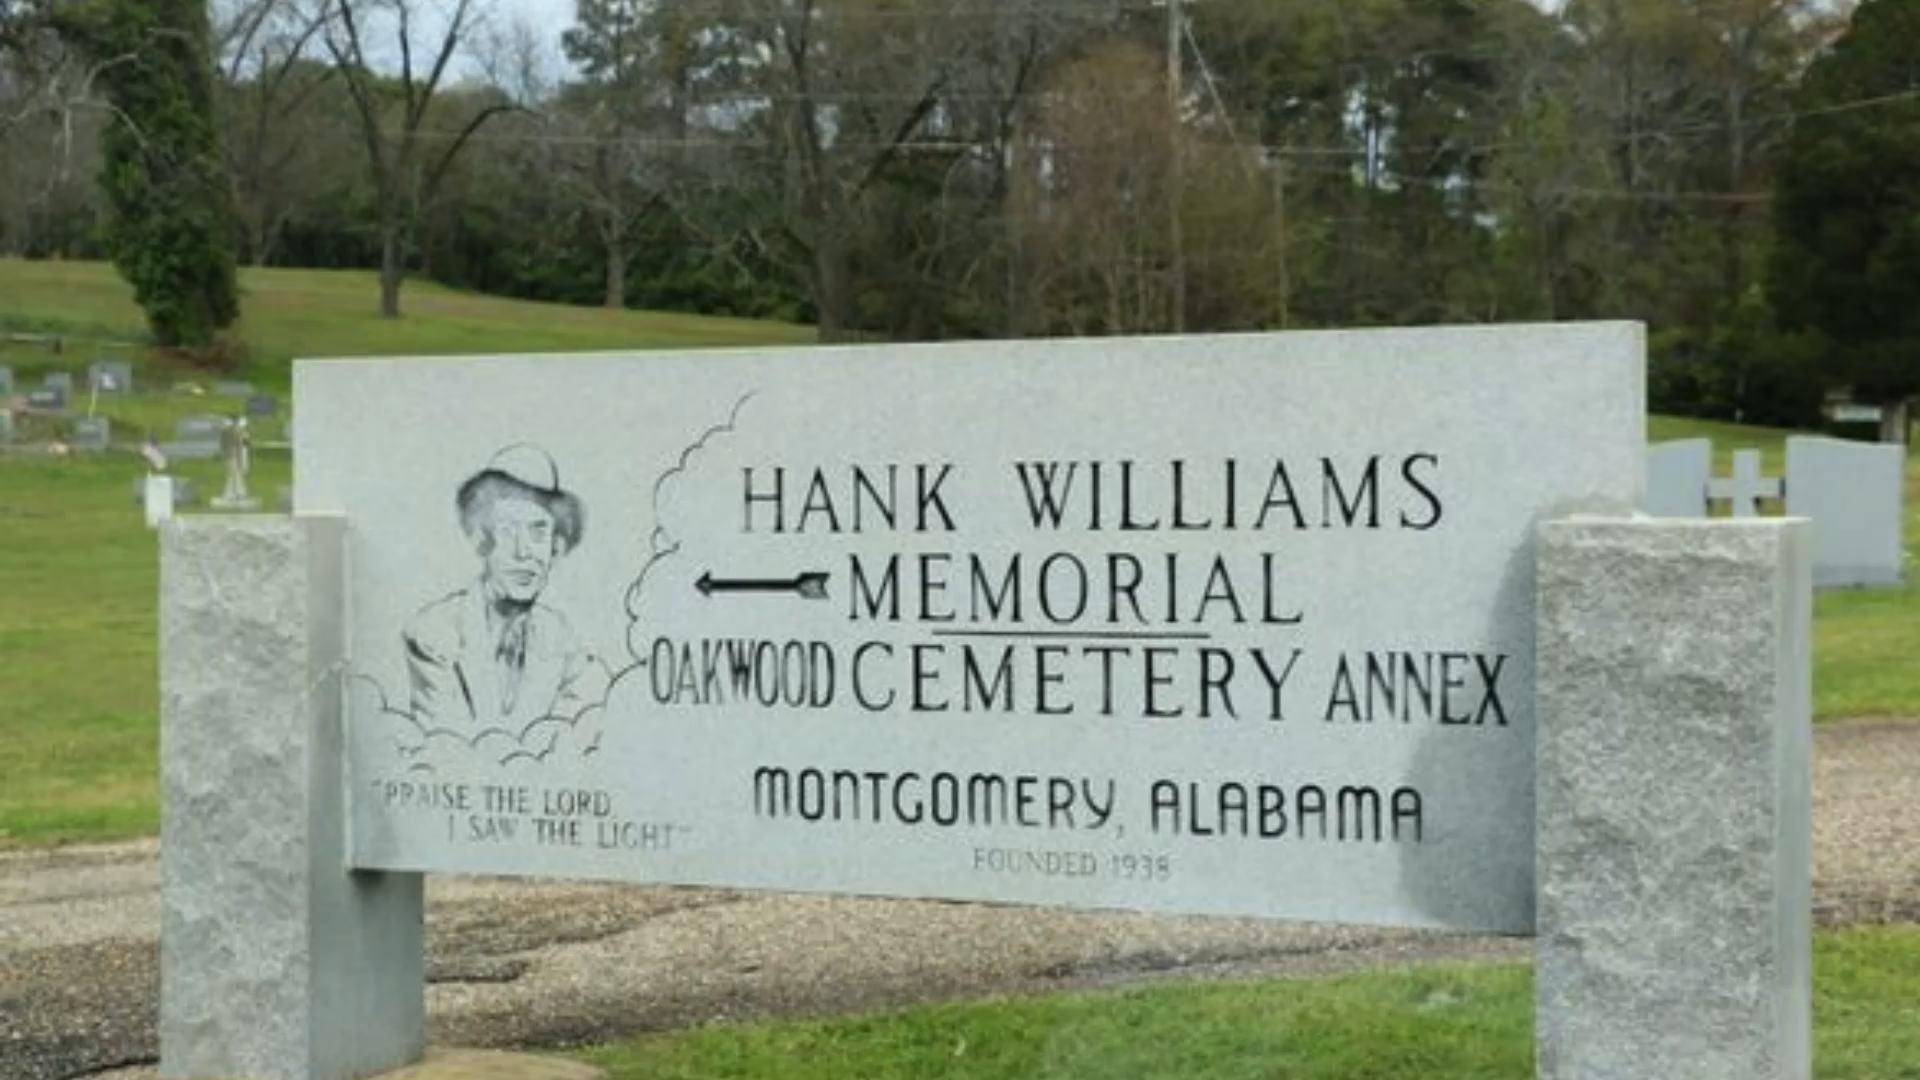 HANK WILLIAMS
MEMORIAL
OAKWOOD CEMETERY ANNEX
MONTGOMERY, ALABAMA
FOUNDED 1938
"PRAISE THE LORD
I SAW THE LIGHT"